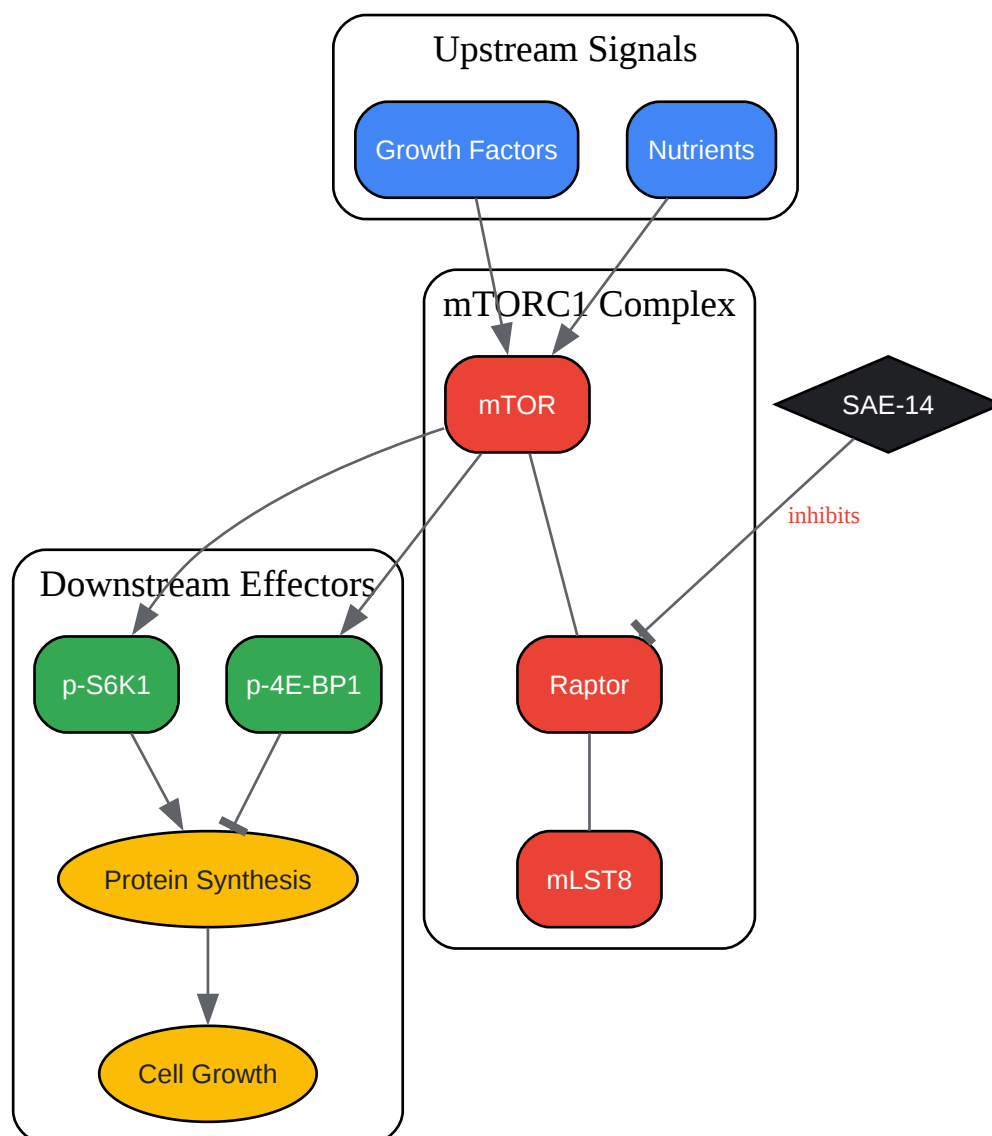 Upstream Signals
Growth Factors
Nutrients
mTORC1 Complex
mTOR
SAE-14
inhibits
Downstream Effectors
p-S6K1
p-4E-BP1
Raptor
Protein Synthesis
mLST8
Cell Growth